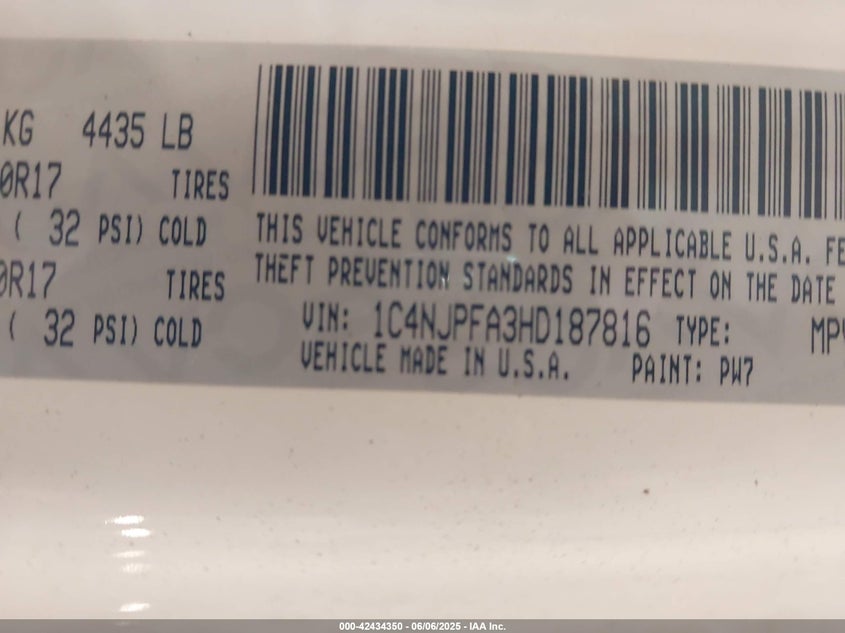 KG 4435 LB
0R17 TIRES
( 32 PSI) COLD
0R17 TIRES
( 32 PSI) COLD
THIS VEHICLE CONFORMS TO ALL APPLICABLE U.S.A. FE
THEFT PREVENTION STANDARDS IN EFFECT ON THE DATE
VIN: 1C4NJPFA3HD187816 TYPE: MPV
VEHICLE MADE IN U.S.A. PAINT: PW7
000-42434350 - 06/06/2025 - IAA Inc.